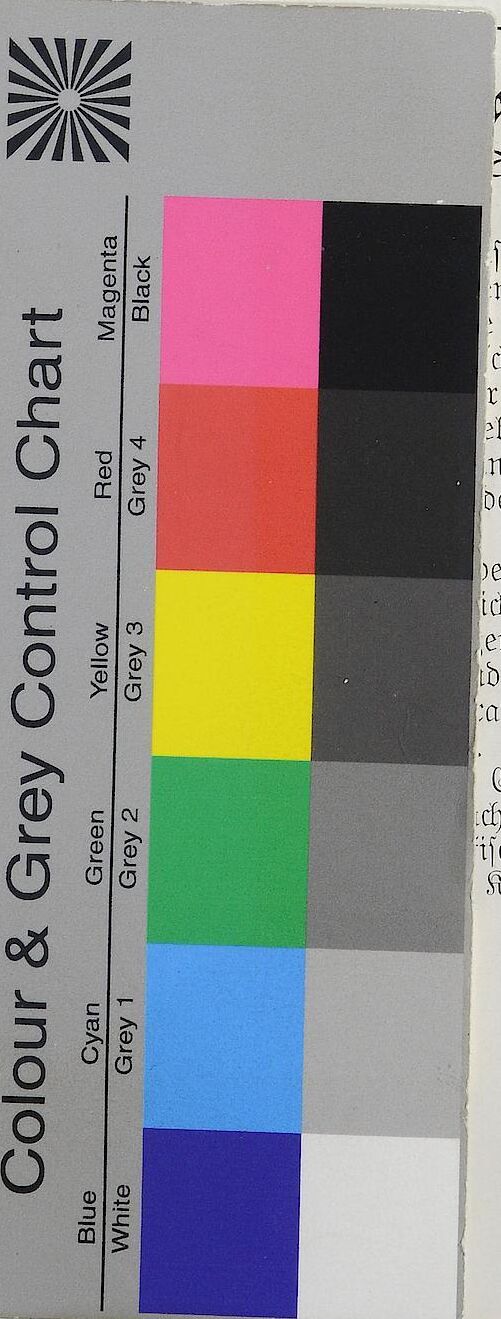 Colour & Grey Control Chart
Blue Cyan Green Yellow Red Magenta
White Grey 1 Grey 2 Grey 3 Grey 4 Black